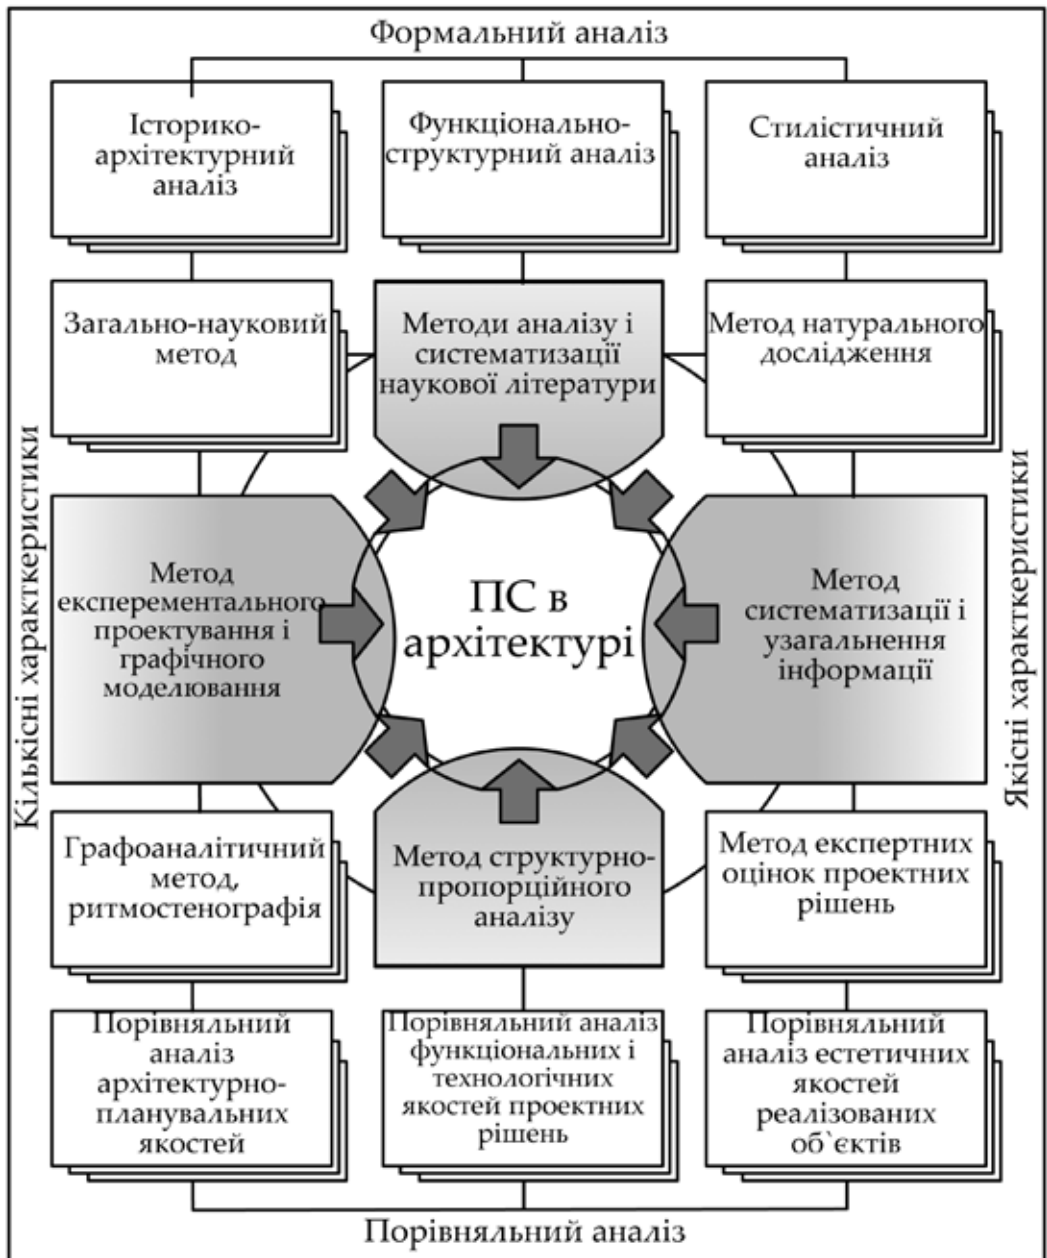 Формальний аналіз
Історико-
архітектурний
аналіз
Функціонально-
структурний аналіз
Стилістичний
аналіз
Загально-науковий
метод
Методи аналізу і
систематизації
наукової літератури
Метод натурального
дослідження
Кількісні характкеристики
Якісні характкеристики
Метод
експерементального
проектування і
графічного
моделювання
ПС в
архітектурі
Метод
систематизації і
узагальнення
інформації
Графоаналітичний
метод,
ритмостенографія
Метод структурно-
пропорційного
аналізу
Метод експертних
оцінок проектних
рішень
Порівняльний
аналіз
архітектурно-
планувальних
якостей
Порівняльний аналіз
функціональних і
технологічних
якостей проектних
рішень
Порівняльний
аналіз естетичних
якостей
реалізованих
об`єктів
Порівняльний аналіз